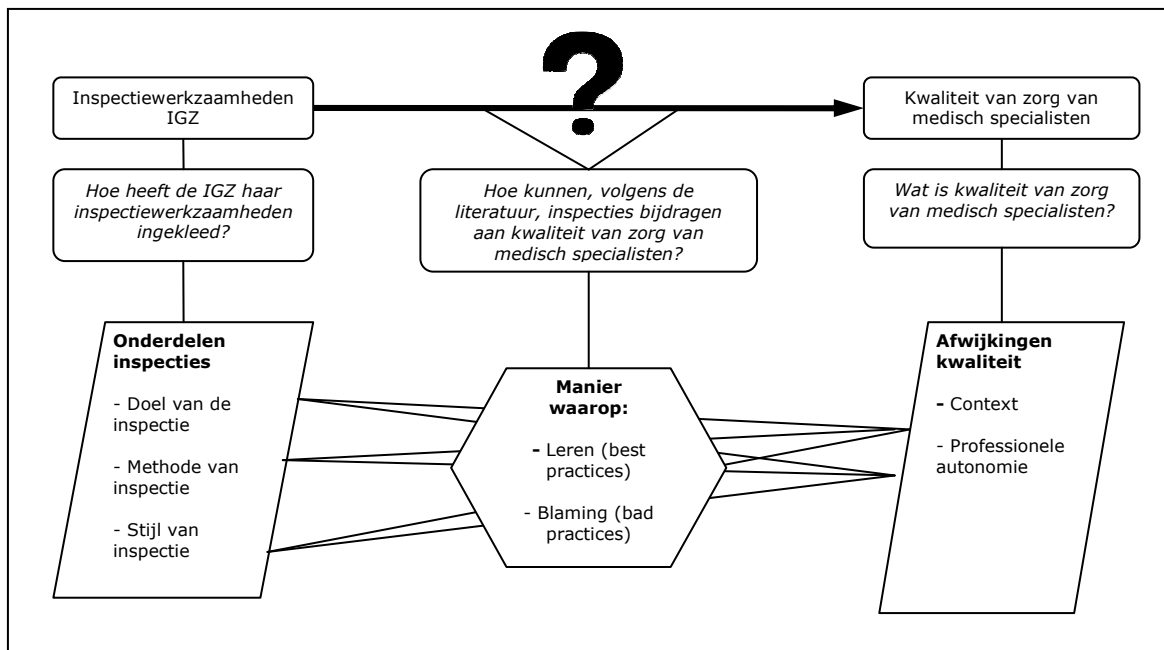 ?
Inspectiewerkzaamheden
IGZ
Kwaliteit van zorg van
medisch specialisten
Hoe heeft de IGZ haar
inspectiewerkzaamheden
ingekleed?
Hoe kunnen, volgens de
literatuur, inspecties bijdragen
aan kwaliteit van zorg van
medisch specialisten?
Wat is kwaliteit van zorg
van medisch specialisten?
Onderdelen
inspecties
- Doel van de
inspectie
- Methode van
inspectie
- Stijl van
inspectie
Manier
waarop:
- Leren (best
practices)
- Blaming (bad
practices)
Afwijkingen
kwaliteit
- Context
- Professionele
autonomie